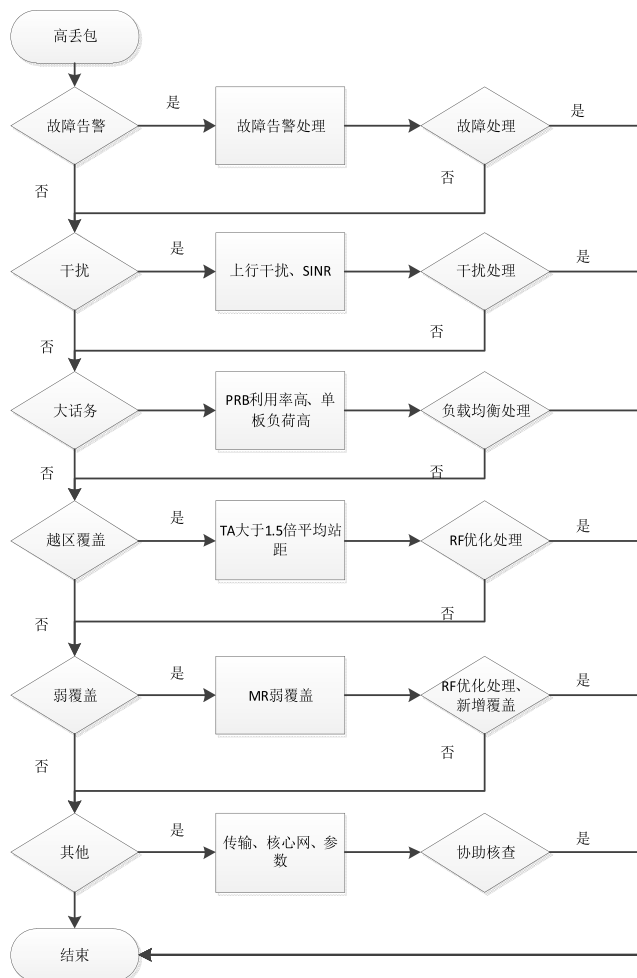 高丢包
是
是
故障告警
故障告警处理
故障处理
否
否
是
是
干扰
上行干扰、SINR
干扰处理
否
否
大话务
PRB利用率高、单
板负荷高
负载均衡处理
否
否
是
是
越区覆盖
TA大于1.5倍平均站
距
RF优化处理
否
否
是
是
弱覆盖
MR弱覆盖
RF优化处理、
新增覆盖
否
否
是
是
其他
传输、核心网、参
数
协助核查
结束